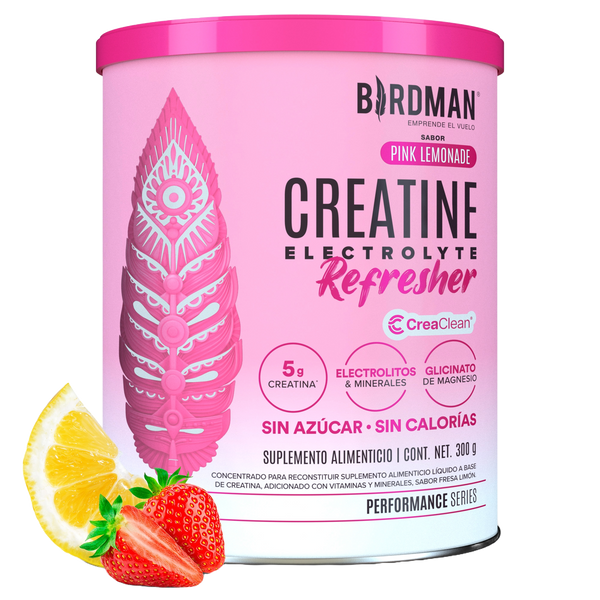 BIRDMAN®
EMPRENDE EL VUELO
SABOR
PINK LEMONADE
CREATINE
ELECTROLYTE
Refresher
CreaClean®
5g
CREATINA*
ELECTROLITOS
& MINERALES
GLICINATO
DE MAGNESIO
SIN AZÚCAR • SIN CALORÍAS
SUPLEMENTO ALIMENTICIO | CONT. NET. 300 g
CONCENTRADO PARA RECONSTITUIR SUPLEMENTO ALIMENTICIO LÍQUIDO A BASE
DE CREATINA, ADICIONADO CON VITAMINAS Y MINERALES, SABOR FRESA LIMÓN.
PERFORMANCE SERIES